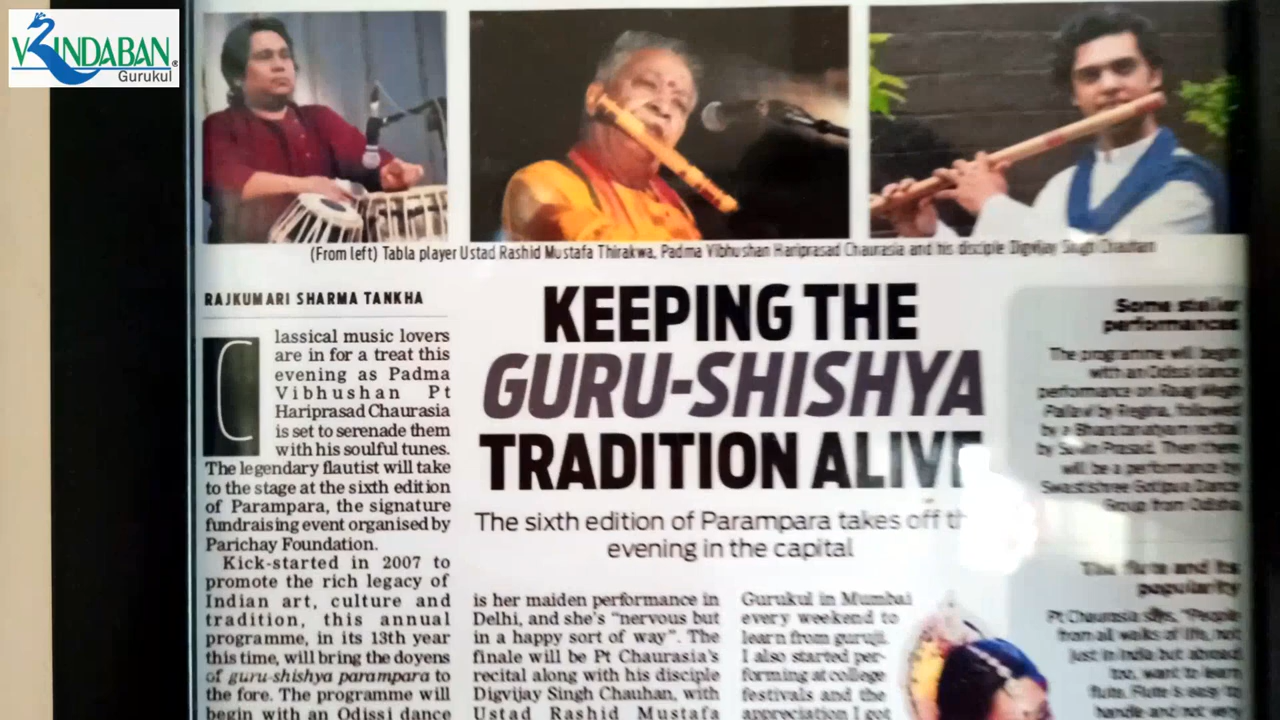 VRINDABAN
Gurukul
(From left) Tabla player Ustad Rashid Mustafa Thirakwa, Padma Vibhushan Hariprasad Chaurasia and his disciple Digvijay Singh Chauhan
RAJKUMARI SHARMA TANKHA
Classical music lovers
are in for a treat this
evening as Padma
Vibhushan Pt
Hariprasad Chaurasia
is set to serenade them
with his soulful tunes.
The legendary flautist will take
to the stage at the sixth edition
of Parampara, the signature
fundraising event organised by
Parichay Foundation.
Kick-started in 2007 to
promote the rich legacy of
Indian art, culture and
tradition, this annual
programme, in its 13th year
this time, will bring the doyens
of guru-shishya parampara to
the fore. The programme will
begin with an Odissi dance
KEEPING THE
GURU-SHISHYA
TRADITION ALIVE
The sixth edition of Parampara takes off th
evening in the capital
is her maiden performance in
Delhi, and she's "nervous but
in a happy sort of way". The
finale will be Pt Chaurasia's
recital along with his disciple
Digvijay Singh Chauhan, with
Ustad Rashid Mustafa
Gurukul in Mumbai
every weekend to
learn from guruji.
I also started per-
forming at college
festivals and the
appreciation I got
Some stellar
performances
The programme will begin
with an Odissi dance
performance on Raag Megh
Pallavi by Regina, followed
by a Bharatanatyam recital
by Prasad. Then there
will be a performance by
Swastishree Gotipua Dance
Group from Odisha
The flute and its
popularity
Pt Chaurasia says, "People
from all walks of life, not
just in India but abroad
too, want to learn
flute. Flute is easy to
handle and not very